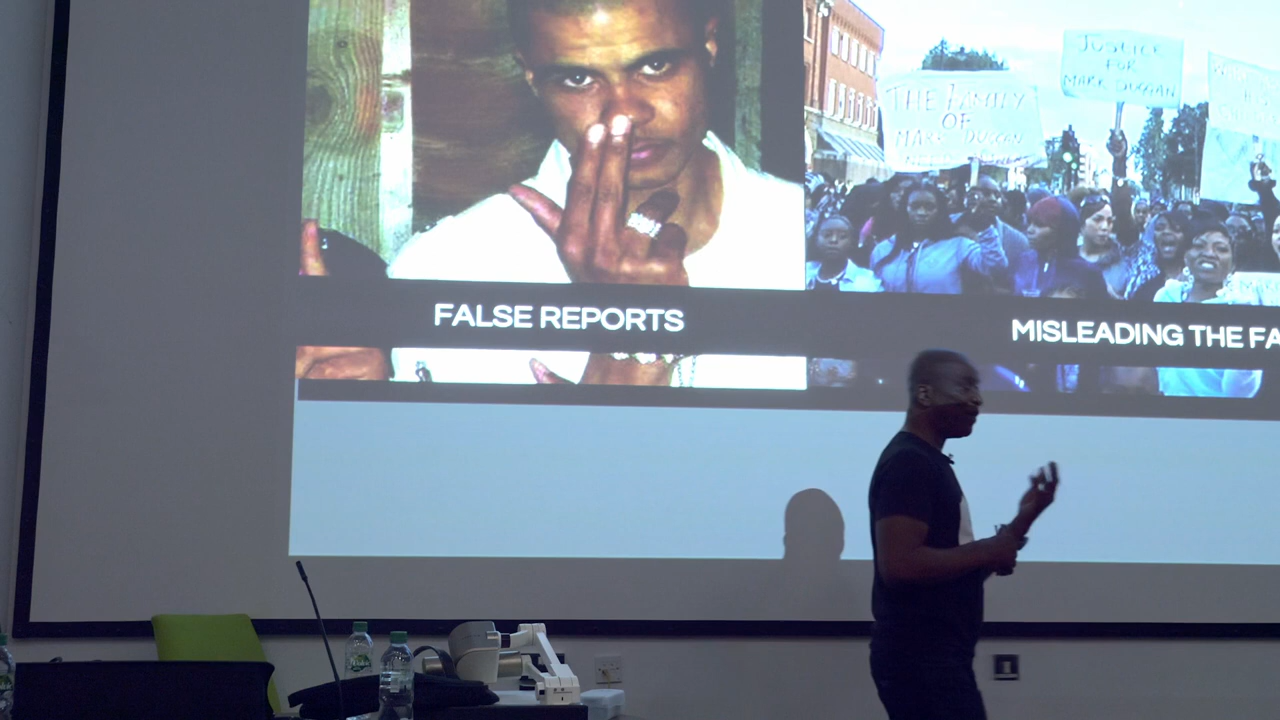 FALSE REPORTS
MISLEADING THE FA
THE FAMILY
OF
MARK DUGGAN
JUSTICE
FOR
MARK DUGGAN